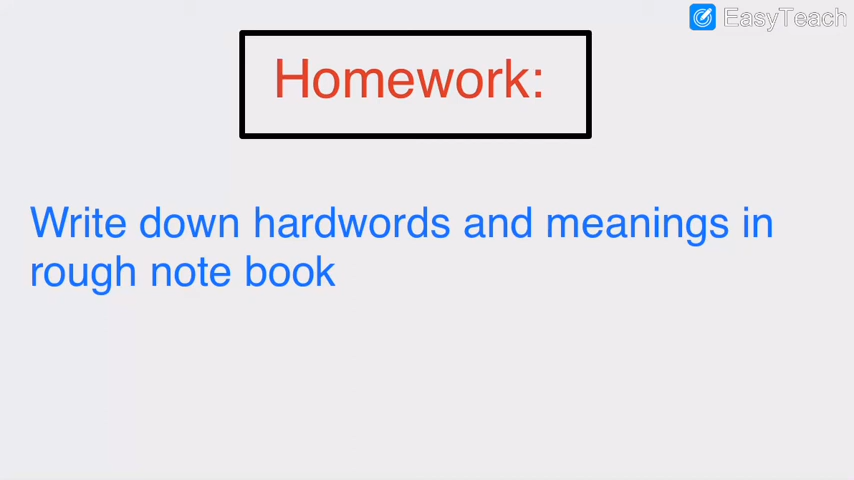 EasyTeach
Homework:
Write down hardwords and meanings in
rough note book